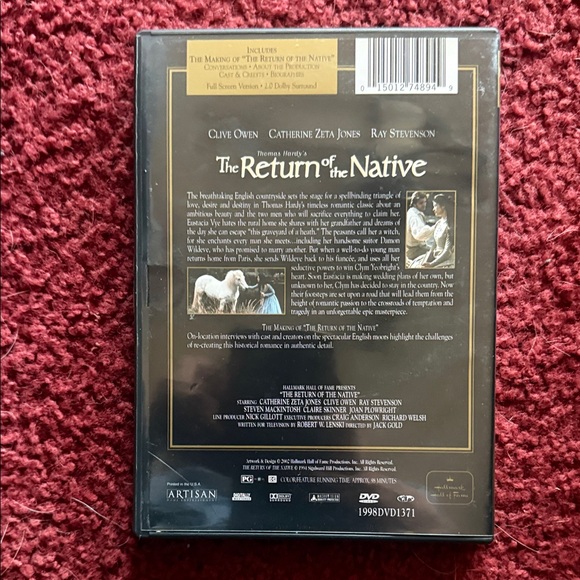 INCLUDES
THE MAKING OF "THE RETURN OF THE NATIVE"
CONVERSATIONS • ABOUT THE PRODUCTION
CAST & CREDITS • BIOGRAPHIES
Full Screen Version • 2.0 Dolby Surround
0 15012 74894 9
CLIVE OWEN CATHERINE ZETA JONES RAY STEVENSON
Thomas Hardy's
The Return of the Native
The breathtaking English countryside sets the stage for a spellbinding triangle of
love, desire and destiny in Thomas Hardy's timeless romantic classic about an
ambitious beauty and the two men who will sacrifice everything to claim her.
Eustacia Vye hates the rural home she shares with her grandfather and dreams of
the day she can escape "this graveyard of a heath." The peasants call her a witch,
for she enchants every man she meets...including her handsome suitor Damon
Wildeve, who has promised to marry another. But when a well-to-do young man
returns home from Paris, she sends Wildeve back to his fiancée, and uses all her
seductive powers to win Clym Yeobright's
heart. Soon Eustacia is making wedding plans of her own, but
unknown to her, Clym has decided to stay in the country. Now
their footsteps are set upon a road that will lead them from the
height of romantic passion to the crossroads of temptation and
tragedy in an unforgettable epic masterpiece.
THE MAKING OF "THE RETURN OF THE NATIVE"
On-location interviews with cast and creators on the spectacular English moors highlight the challenges
of re-creating this historical romance in authentic detail.
HALLMARK HALL OF FAME PRESENTS
"THE RETURN OF THE NATIVE"
STARRING CATHERINE ZETA JONES CLIVE OWEN RAY STEVENSON
STEVEN MACKINTOSH CLAIRE SKINNER JOAN PLOWRIGHT
LINE PRODUCER NICK GILLOTT EXECUTIVE PRODUCERS CRAIG ANDERSON RICHARD WELSH
WRITTEN FOR TELEVISION BY ROBERT W. LENSKI DIRECTED BY JACK GOLD
Artwork & Design © 2002 Hallmark Hall of Fame Productions, Inc. All Rights Reserved.
THE RETURN OF THE NATIVE © 1994 Signboard Hill Productions, Inc. All Rights Reserved.
Printed in the U.S.A.
PG COLOR/FEATURE RUNNING TIME: APPROX. 99 MINUTES
ARTISAN
HOME ENTERTAINMENT
DOLBY
DVD
1998DVD1371
Hallmark
Hall of Fame